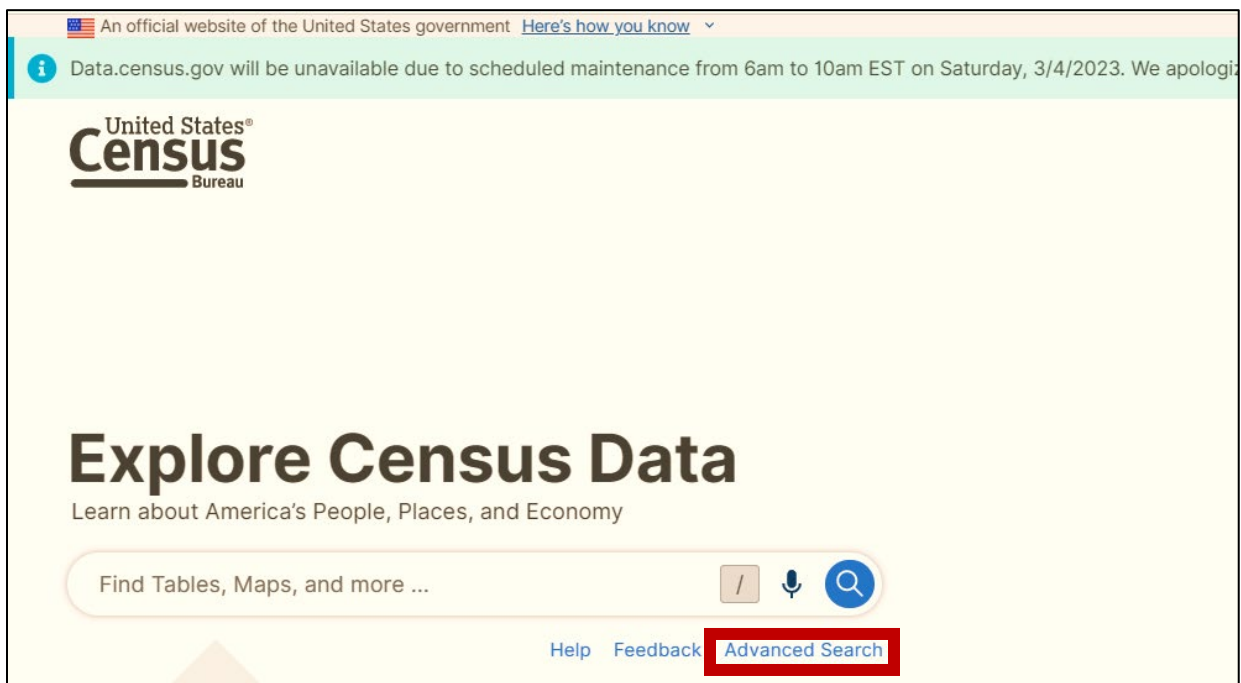 An official website of the United States government Here's how you know
Data.census.gov will be unavailable due to scheduled maintenance from 6am to 10am EST on Saturday, 3/4/2023. We
United States®
Census
Bureau
Explore Census Data
Learn about America's People, Places, and Economy
Find Tables, Maps, and more ... /
Help Feedback Advanced Search